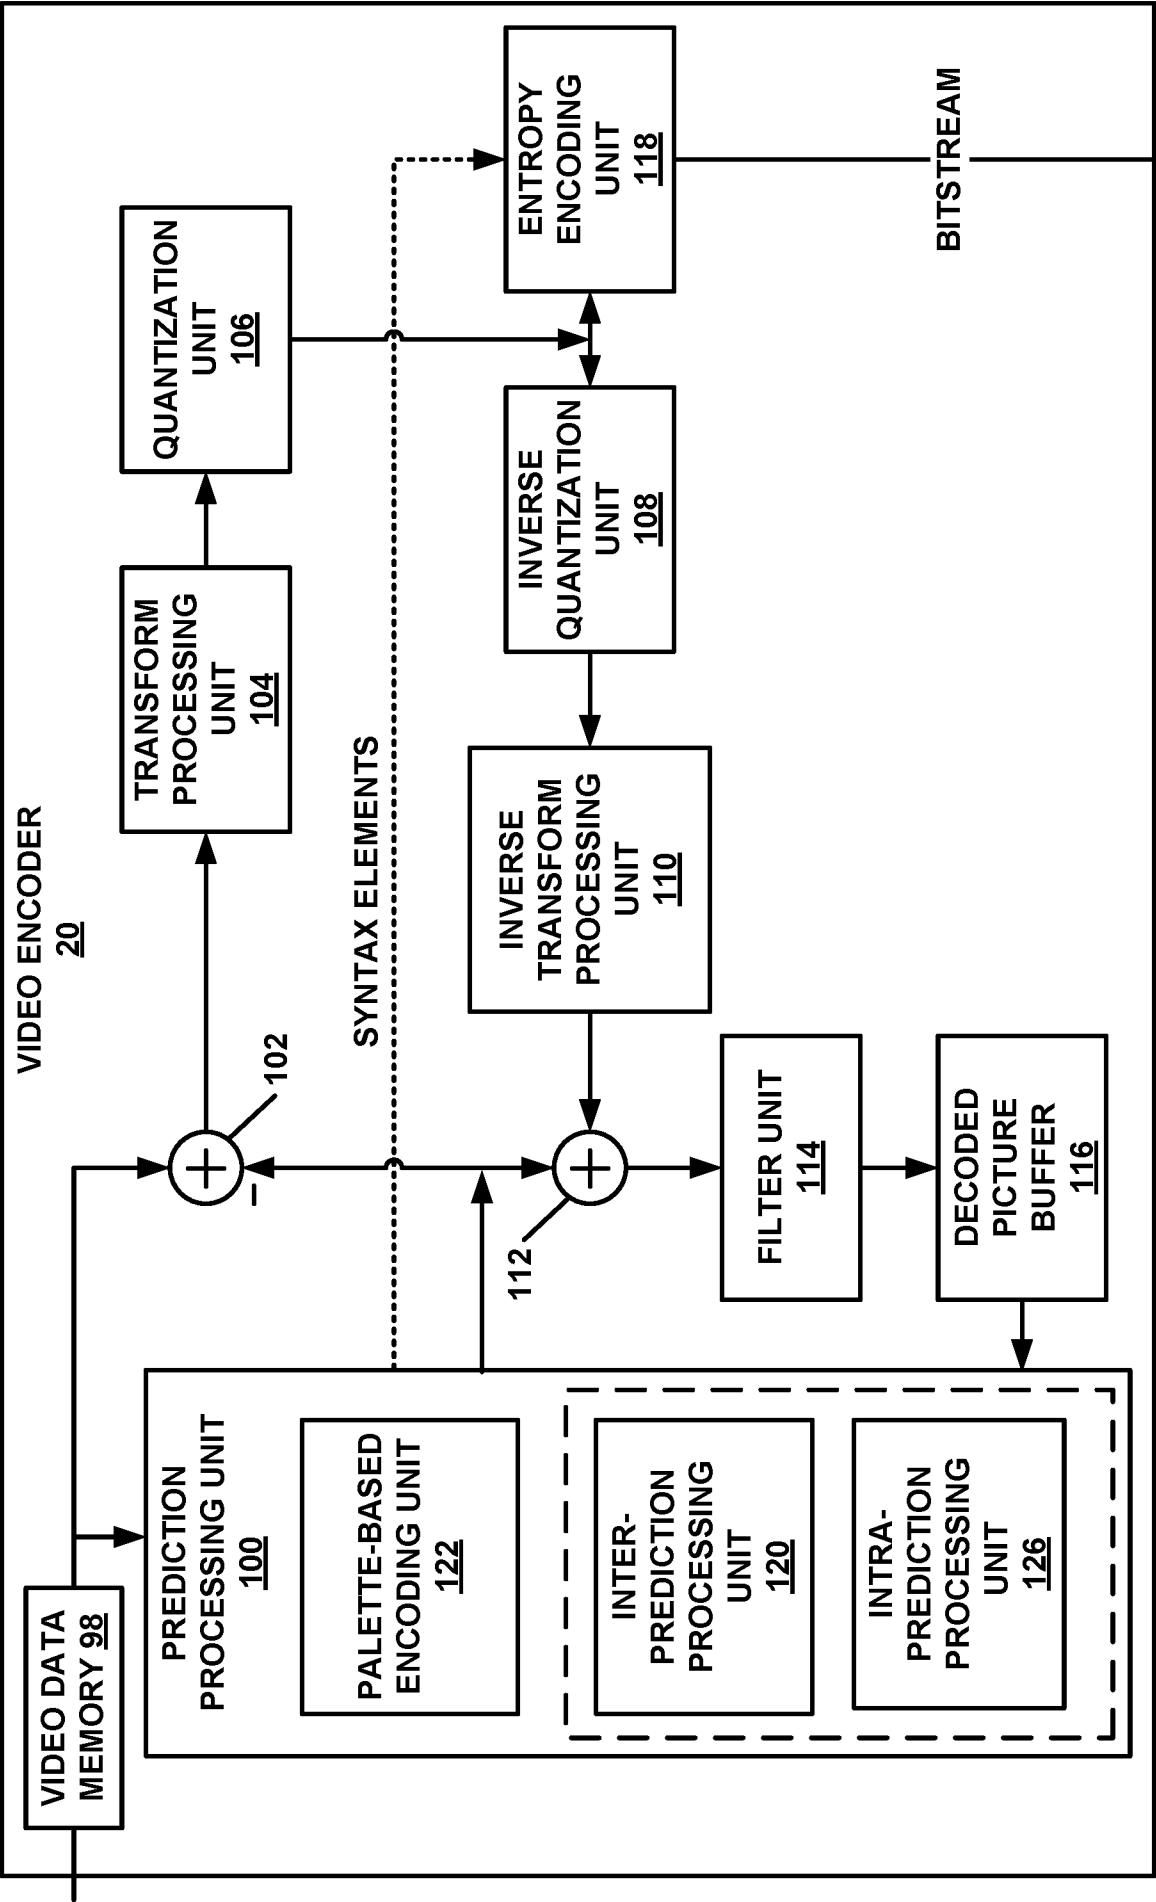 VIDEO ENCODER
20
VIDEO DATA
MEMORY 98
PREDICTION
PROCESSING UNIT
100
PALETTE-BASED
ENCODING UNIT
122
INTER-
PREDICTION
PROCESSING
UNIT
120
INTRA-
PREDICTION
PROCESSING
UNIT
126
102
–
TRANSFORM
PROCESSING
UNIT
104
QUANTIZATION
UNIT
106
SYNTAX ELEMENTS
112
INVERSE
TRANSFORM
PROCESSING
UNIT
110
INVERSE
QUANTIZATION
UNIT
108
ENTROPY
ENCODING
UNIT
118
FILTER UNIT
114
DECODED
PICTURE
BUFFER
116
BITSTREAM